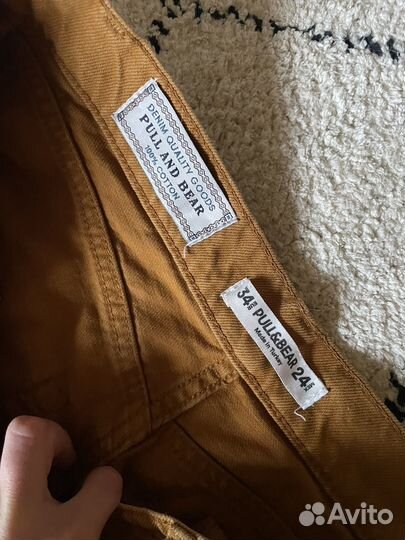 DENIM QUALITY GOODS
PULL AND BEAR
100% COTTON
34 PULL&BEAR 24
Made in Turkey
Avito